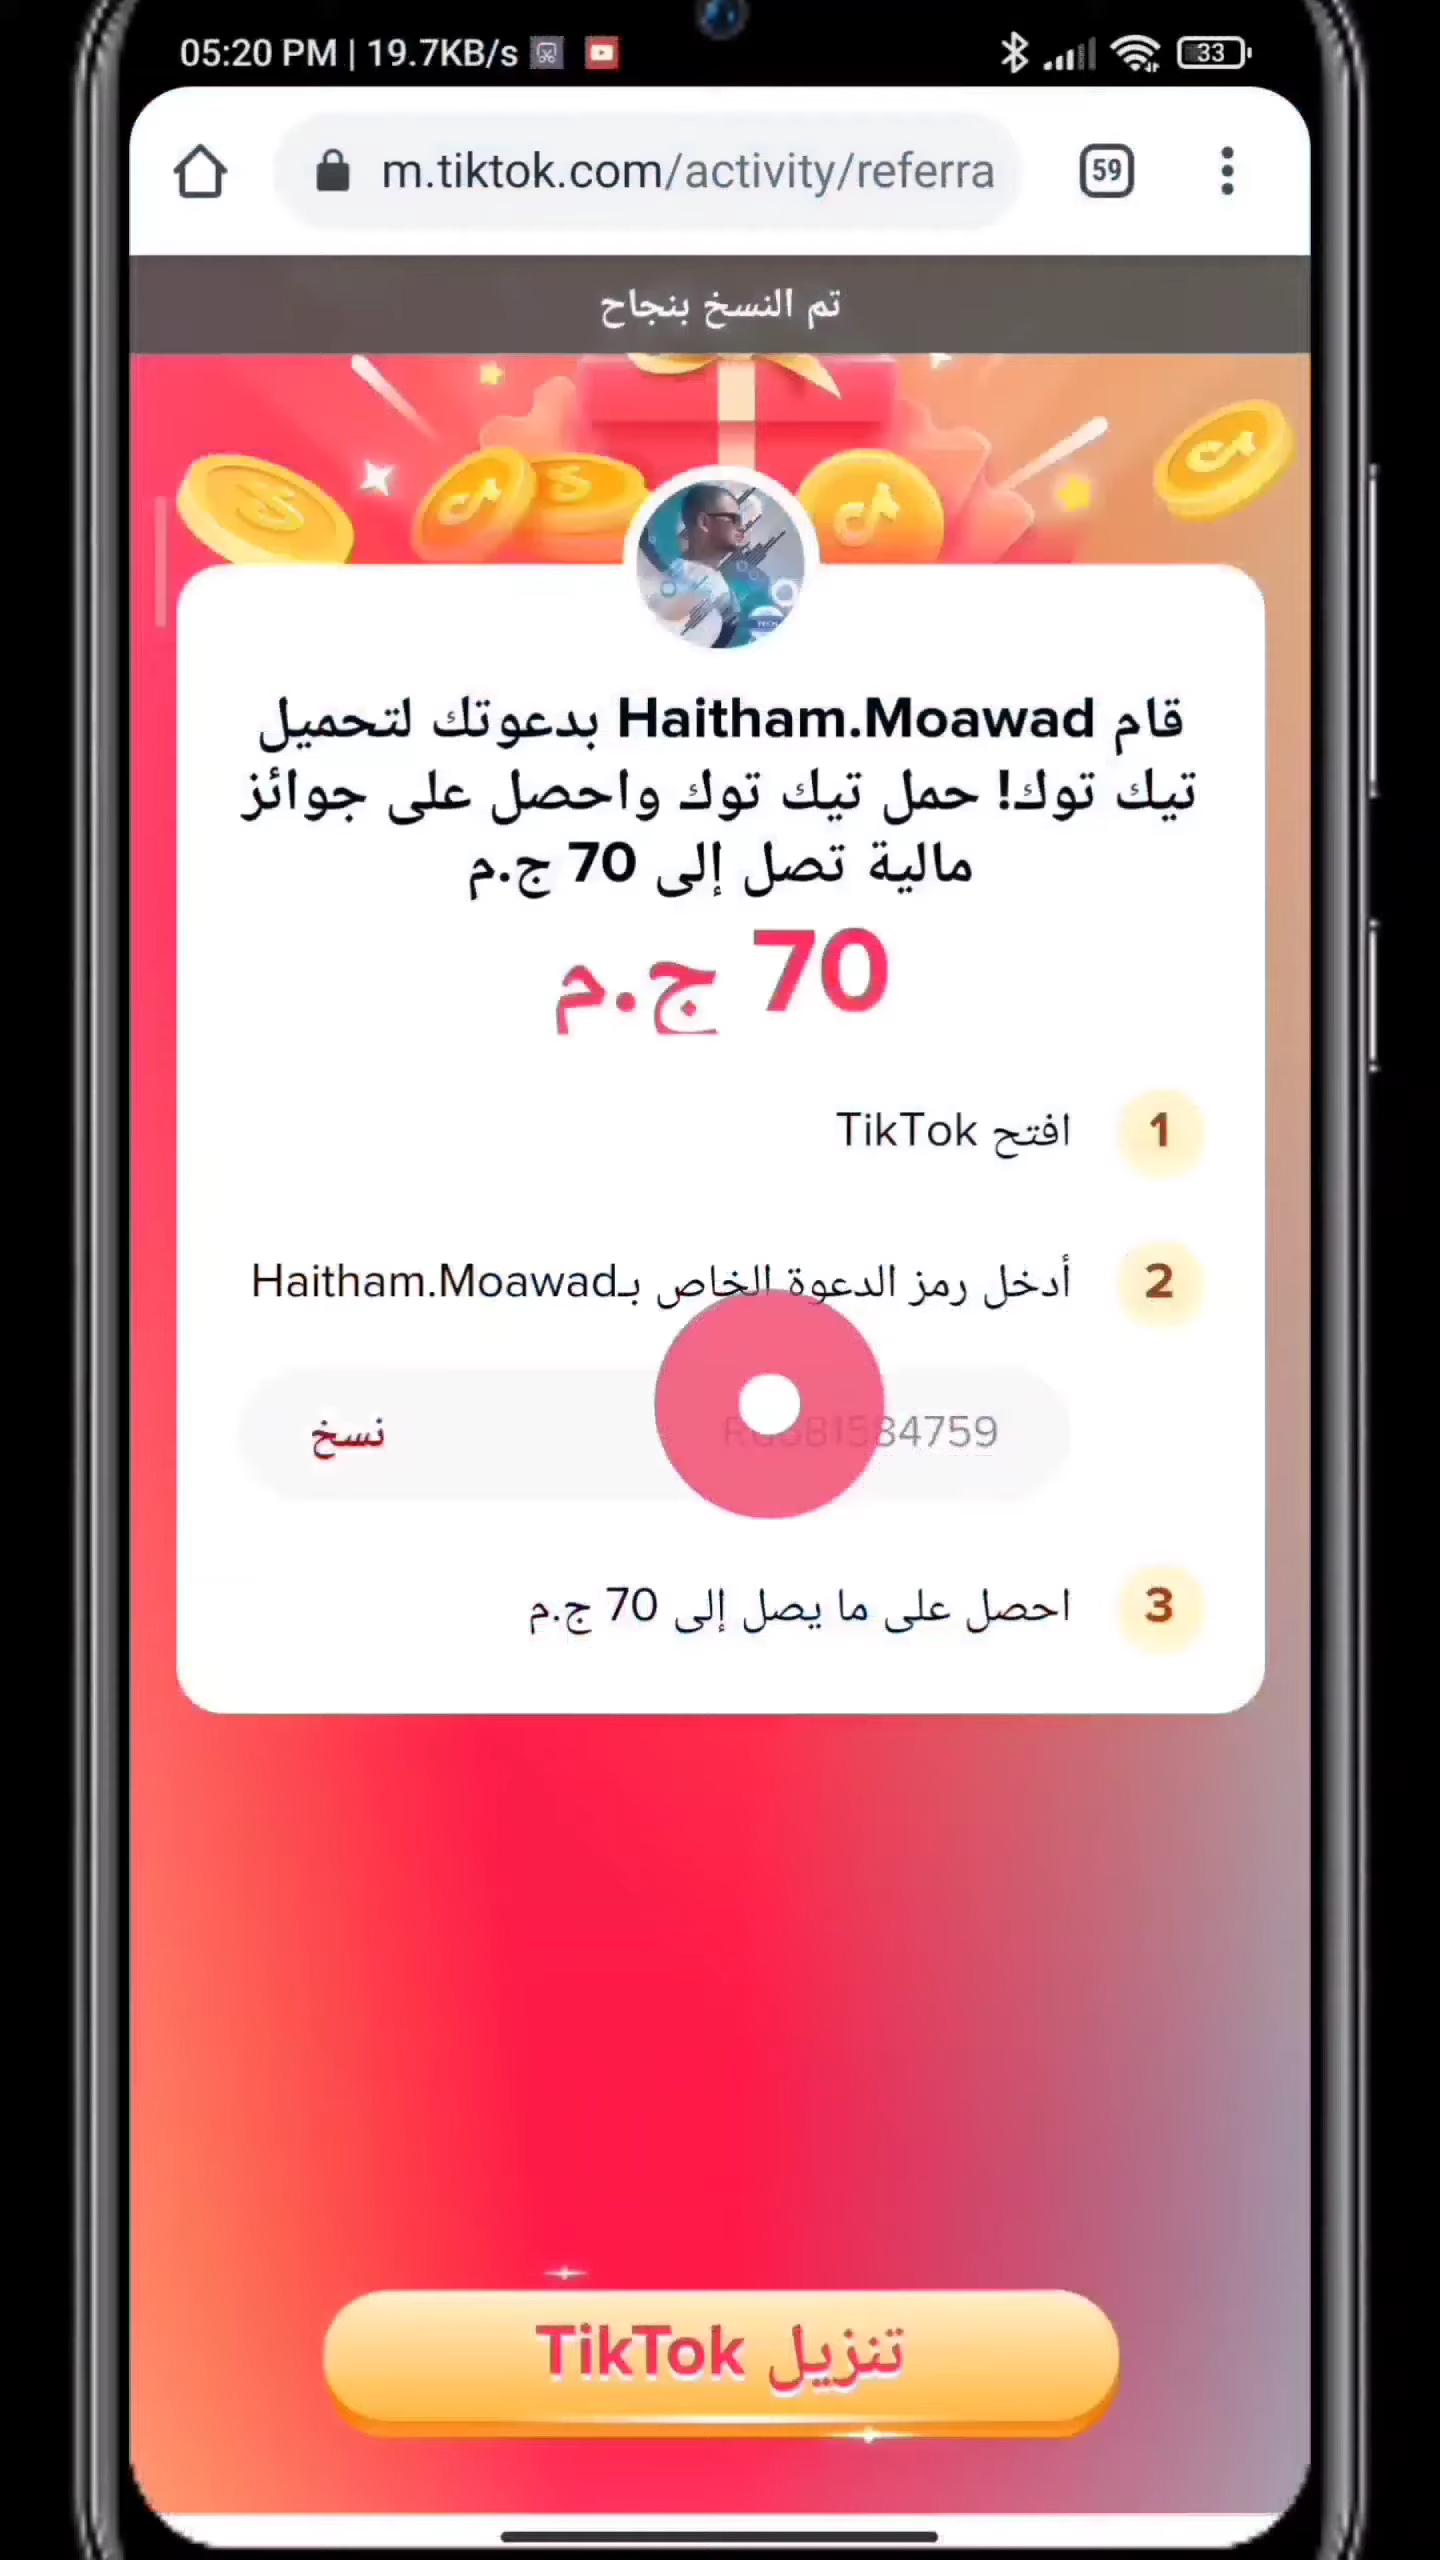 05:20 PM | 19.7KB/s
33
m.tiktok.com/activity/referra
59
تم النسخ بنجاح
قام Haitham.Moawad بدعوتك لتحميل
تيك توك! حمل تيك توك واحصل على جوائز
مالية تصل إلى 70 ج.م
70 ج.م
1 افتح TikTok
2 أدخل رمز الدعوة الخاص بـHaitham.Moawad
نسخ
3 احصل على ما يصل إلى 70 ج.م
تنزيل TikTok